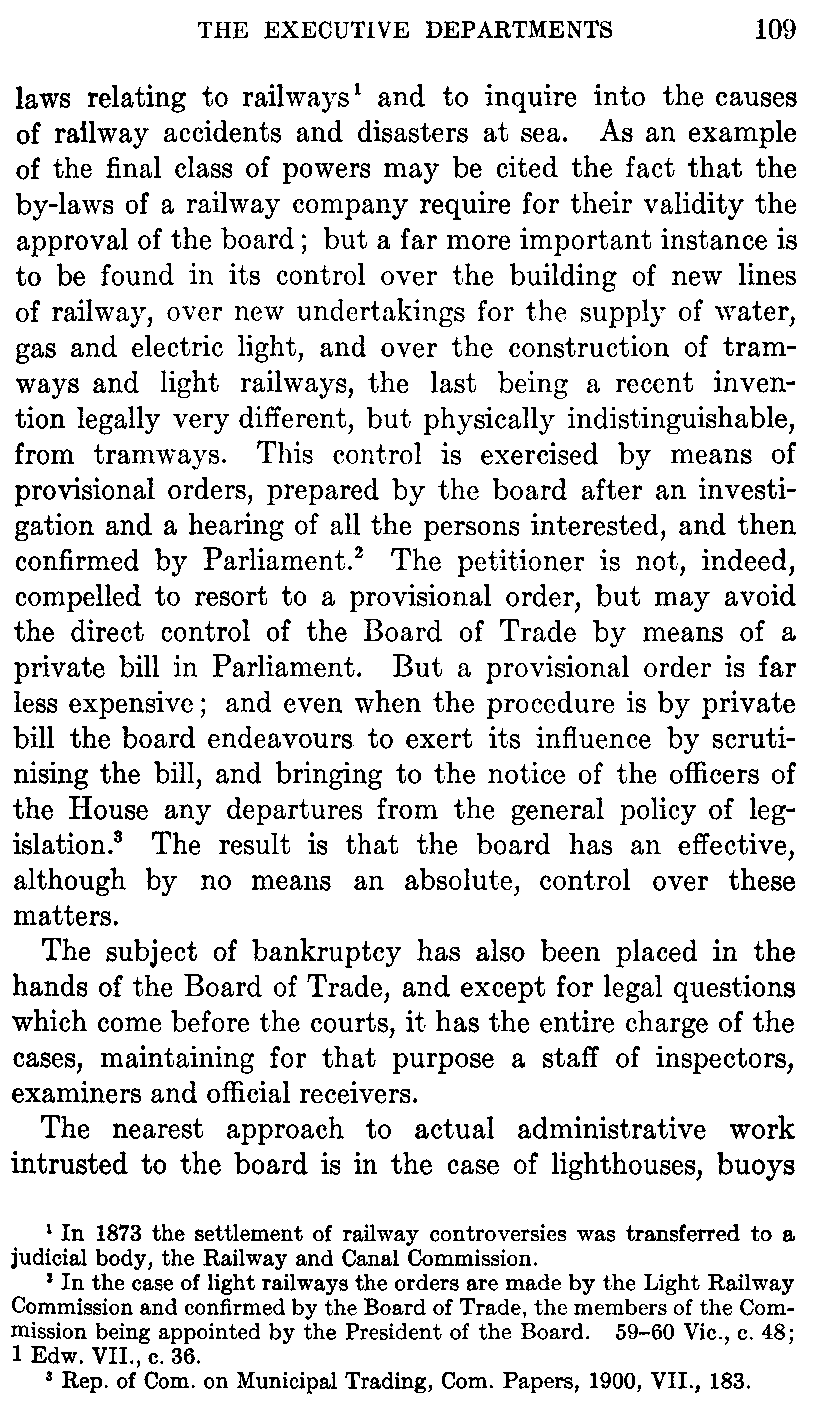 THE EXECUTIVE DEPARTMENTS 109
laws relating to railways¹ and to inquire into the causes
of railway accidents and disasters at sea. As an example
of the final class of powers may be cited the fact that the
by-laws of a railway company require for their validity the
approval of the board; but a far more important instance is
to be found in its control over the building of new lines
of railway, over new undertakings for the supply of water,
gas and electric light, and over the construction of tram-
ways and light railways, the last being a recent inven-
tion legally very different, but physically indistinguishable,
from tramways. This control is exercised by means of
provisional orders, prepared by the board after an investi-
gation and a hearing of all the persons interested, and then
confirmed by Parliament.² The petitioner is not, indeed,
compelled to resort to a provisional order, but may avoid
the direct control of the Board of Trade by means of a
private bill in Parliament. But a provisional order is far
less expensive; and even when the procedure is by private
bill the board endeavours to exert its influence by scruti-
nising the bill, and bringing to the notice of the officers of
the House any departures from the general policy of leg-
islation.³ The result is that the board has an effective,
although by no means an absolute, control over these
matters.
The subject of bankruptcy has also been placed in the
hands of the Board of Trade, and except for legal questions
which come before the courts, it has the entire charge of the
cases, maintaining for that purpose a staff of inspectors,
examiners and official receivers.
The nearest approach to actual administrative work
intrusted to the board is in the case of lighthouses, buoys
¹ In 1873 the settlement of railway controversies was transferred to a
judicial body, the Railway and Canal Commission.
² In the case of light railways the orders are made by the Light Railway
Commission and confirmed by the Board of Trade, the members of the Com-
mission being appointed by the President of the Board. 59–60 Vic., c. 48;
1 Edw. VII., c. 36.
³ Rep. of Com. on Municipal Trading, Com. Papers, 1900, VII., 183.